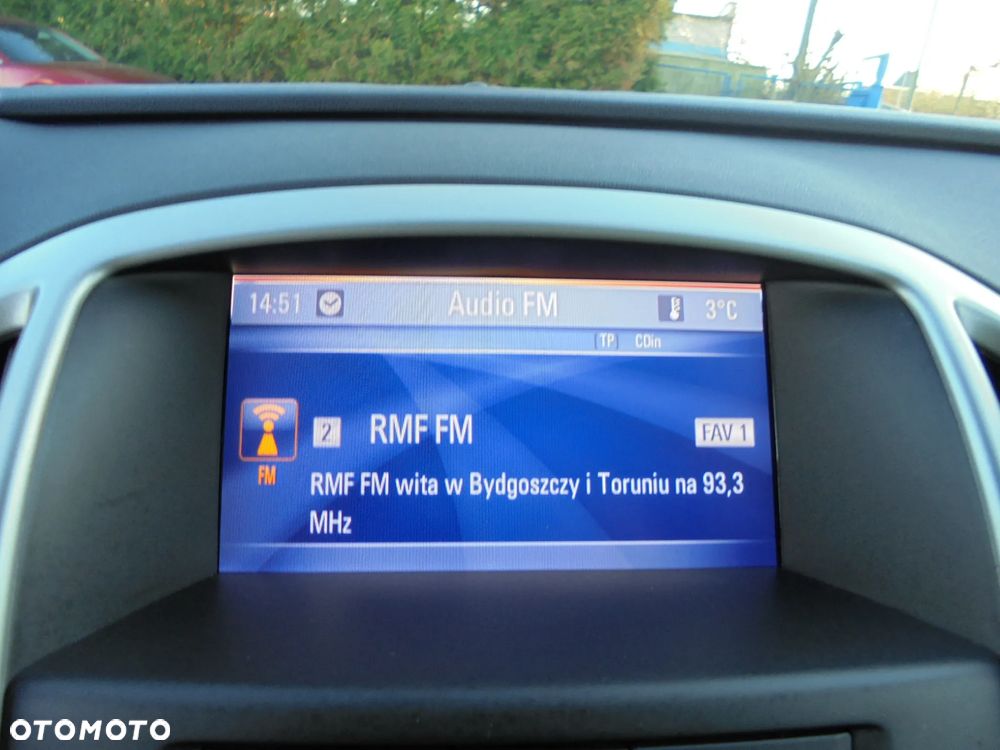 14:51 Audio FM 3°C
TP CDin
2 RMF FM FAV 1
FM
RMF FM wita w Bydgoszczy i Toruniu na 93,3
MHz
OTOMOTO